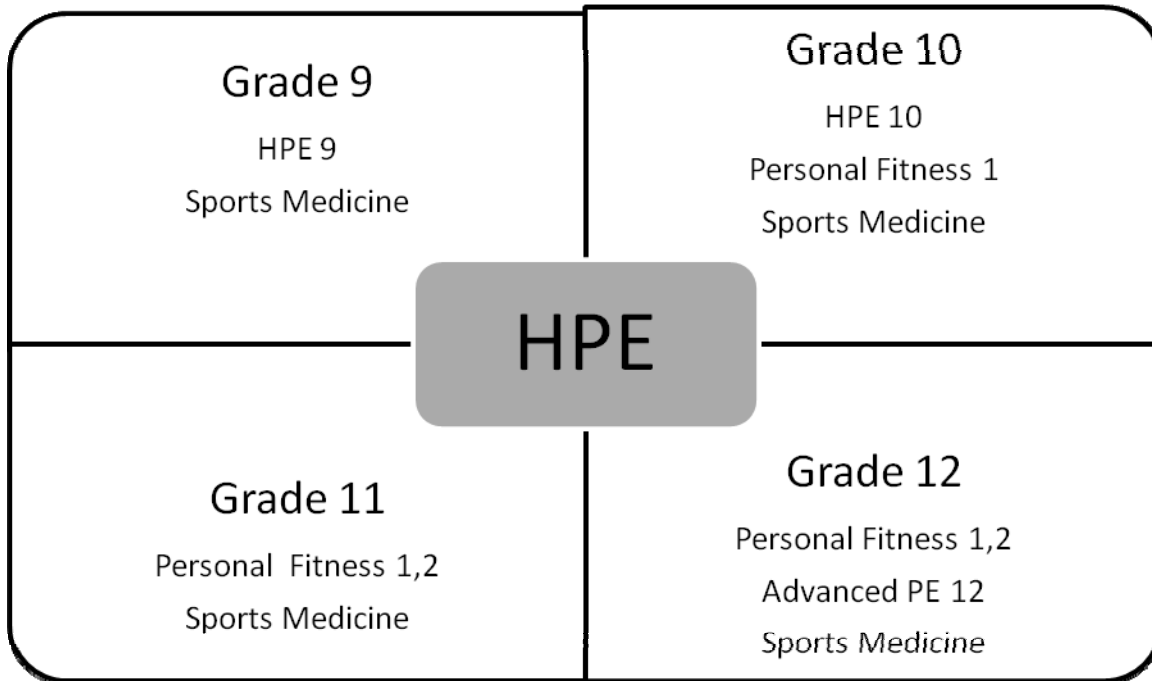 Grade 9
HPE 9
Sports Medicine
Grade 10
HPE 10
Personal Fitness 1
Sports Medicine
HPE
Grade 11
Personal Fitness 1,2
Sports Medicine
Grade 12
Personal Fitness 1,2
Advanced PE 12
Sports Medicine